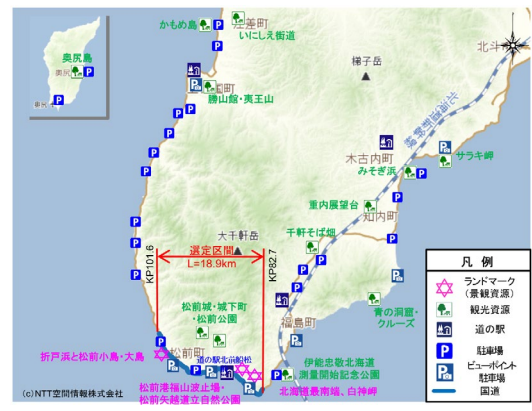 奥尻島
奥尻町
かもめ島
江差町
いにしえ街道
勝山館・夷王山
梯子岳
北斗
北海道新幹線
木古内町
サラキ岬
みそぎ浜
重内展望台
知内町
千軒そば畑
大千軒岳
選定区間
L=18.9km
KP101.6
KP82.7
松前城・城下町
・松前公園
福島町
青の洞窟・
クルーズ
折戸浜と松前小島・大島
松前町
道の駅北前船松
伊能忠敬北海道
測量開始記念公園
松前港福山波止場・
松前矢越道立自然公園
北海道最南端、白神岬
凡 例
ランドマーク
(景観資源)
観光資源
道の駅
P
駐車場
ビューポイント
駐車場
国道
(c)NTT空間情報株式会社